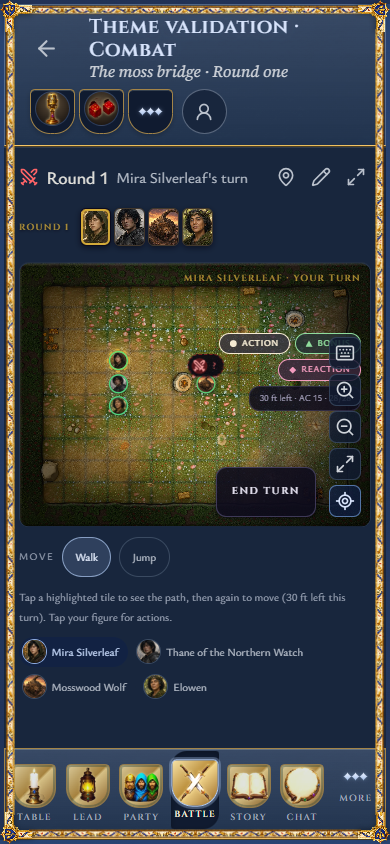 Theme validation ·
Combat
The moss bridge · Round one
Round 1 Mira Silverleaf's turn
ROUND 1
MIRA SILVERLEAF · YOUR TURN
ACTION
REACTION
30 ft left · AC 15 ·
END TURN
MOVE Walk Jump
Tap a highlighted tile to see the path, then again to move (30 ft left this
turn). Tap your figure for actions.
Mira Silverleaf Thane of the Northern Watch
Mosswood Wolf Elowen
TABLE LEAD PARTY BATTLE STORY CHAT MORE